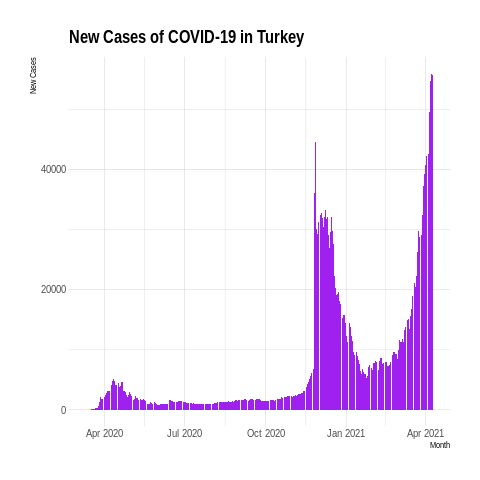 New Cases of COVID-19 in Turkey
New Cases
40000
20000
0
Apr 2020 Jul 2020 Oct 2020 Jan 2021 Apr 2021
Month